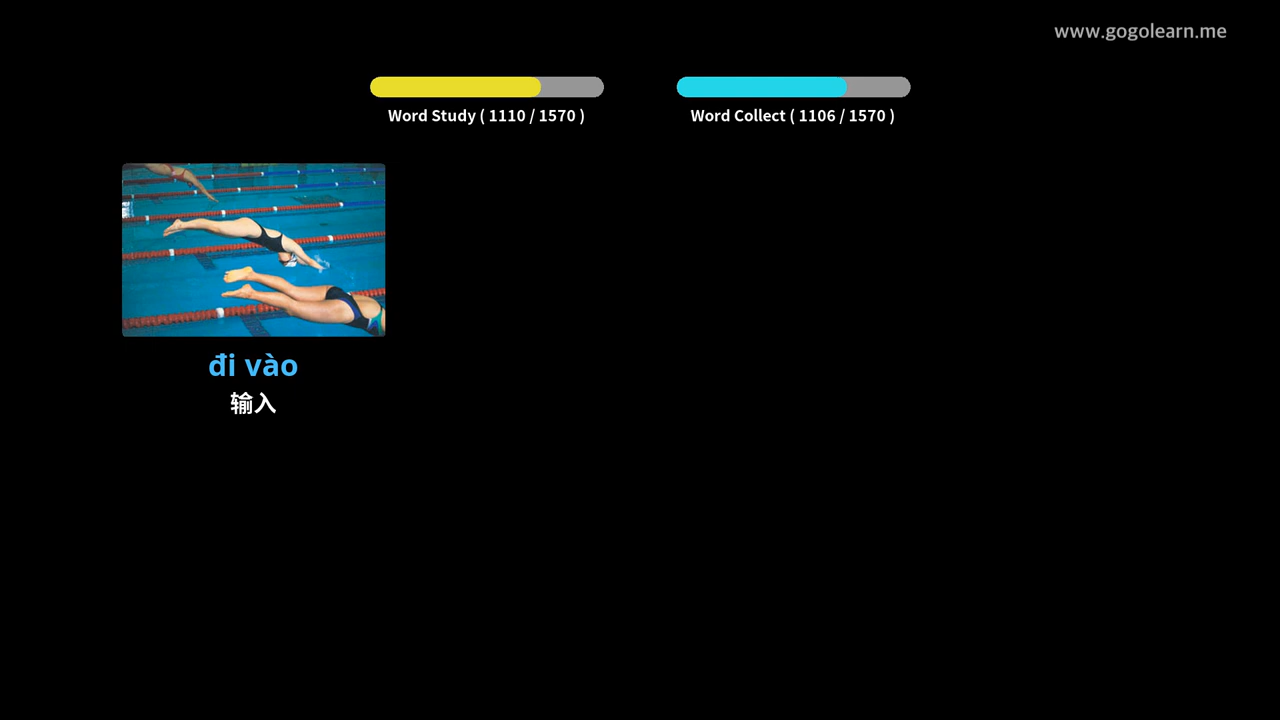 www.gogolearn.me
Word Study ( 1110 / 1570 )
Word Collect ( 1106 / 1570 )
đi vào
输入